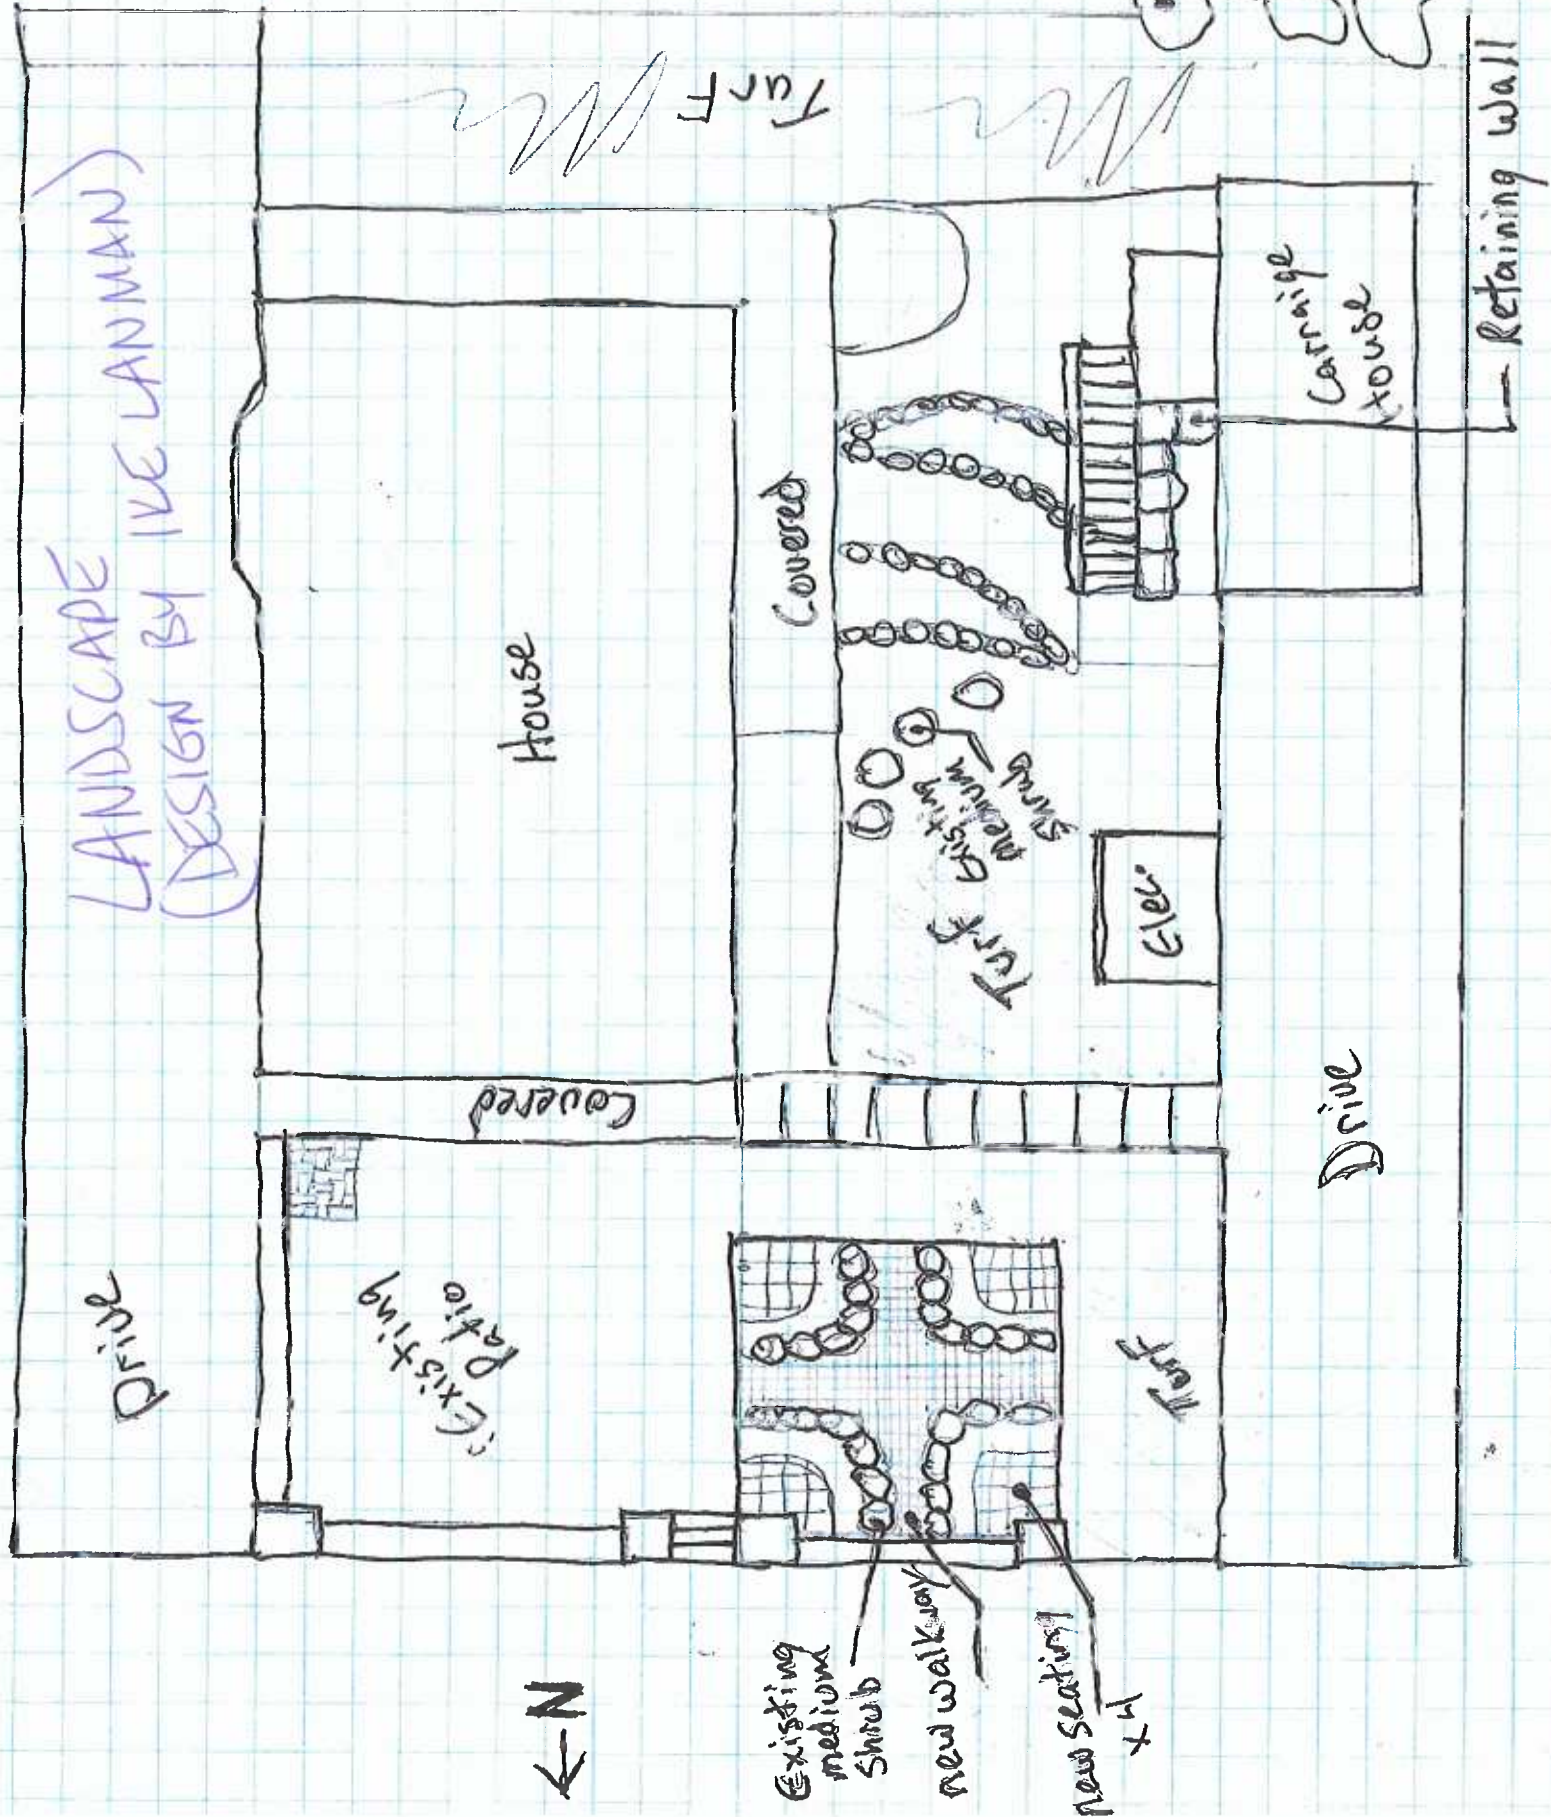 LANDSCAPE
(DESIGN BY IKE LANMAN)
Turf
Retaining Wall
Carraige
House
Covered
House
Existing
medium
Shrub
Turf
Elec.
Covered
Drive
Drive
Existing
Patio
Turf
N
Existing
medium
Shrub
new walkway
new seating
x4